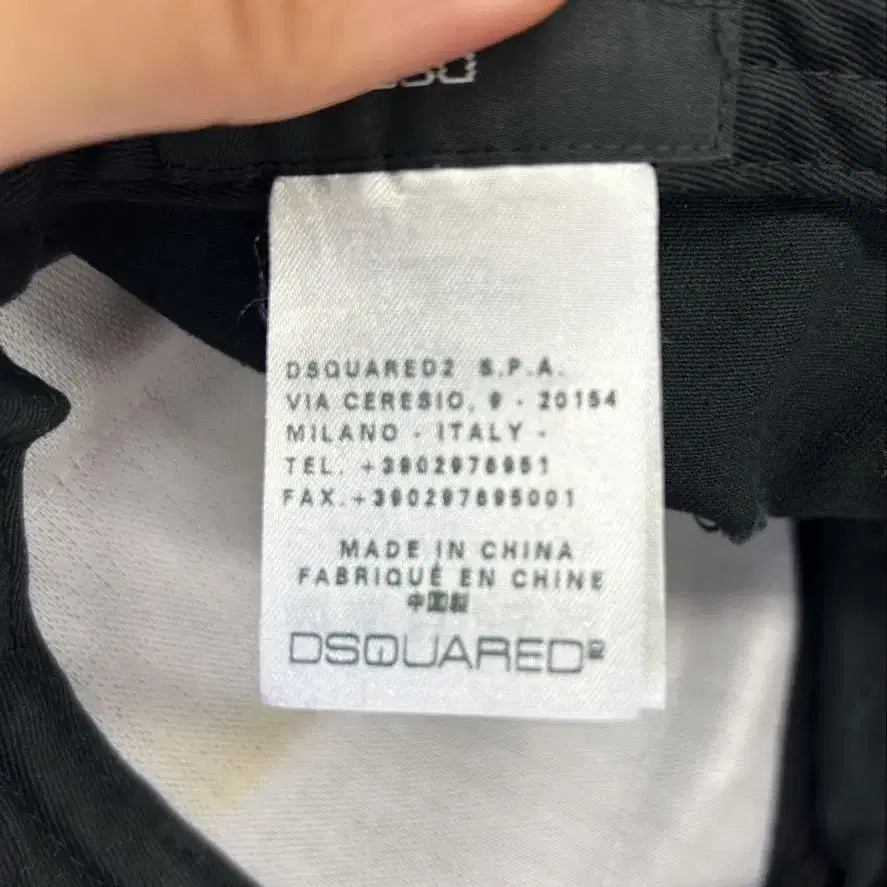 DSQUARED2 S.P.A.
VIA CERESIO, 9 - 20154
MILANO - ITALY -
TEL. +3902976951
FAX.+390297695001
MADE IN CHINA
FABRIQUÉ EN CHINE
中国製
DSQUARED2